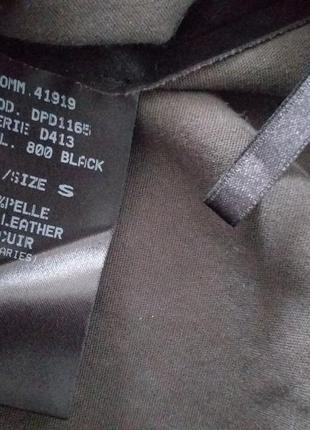 OMM. 41919
OD. DPD1165
ERIE D413
L. 800 BLACK
/SIZE S
%PELLE
LEATHER
CUIR
ARIES)